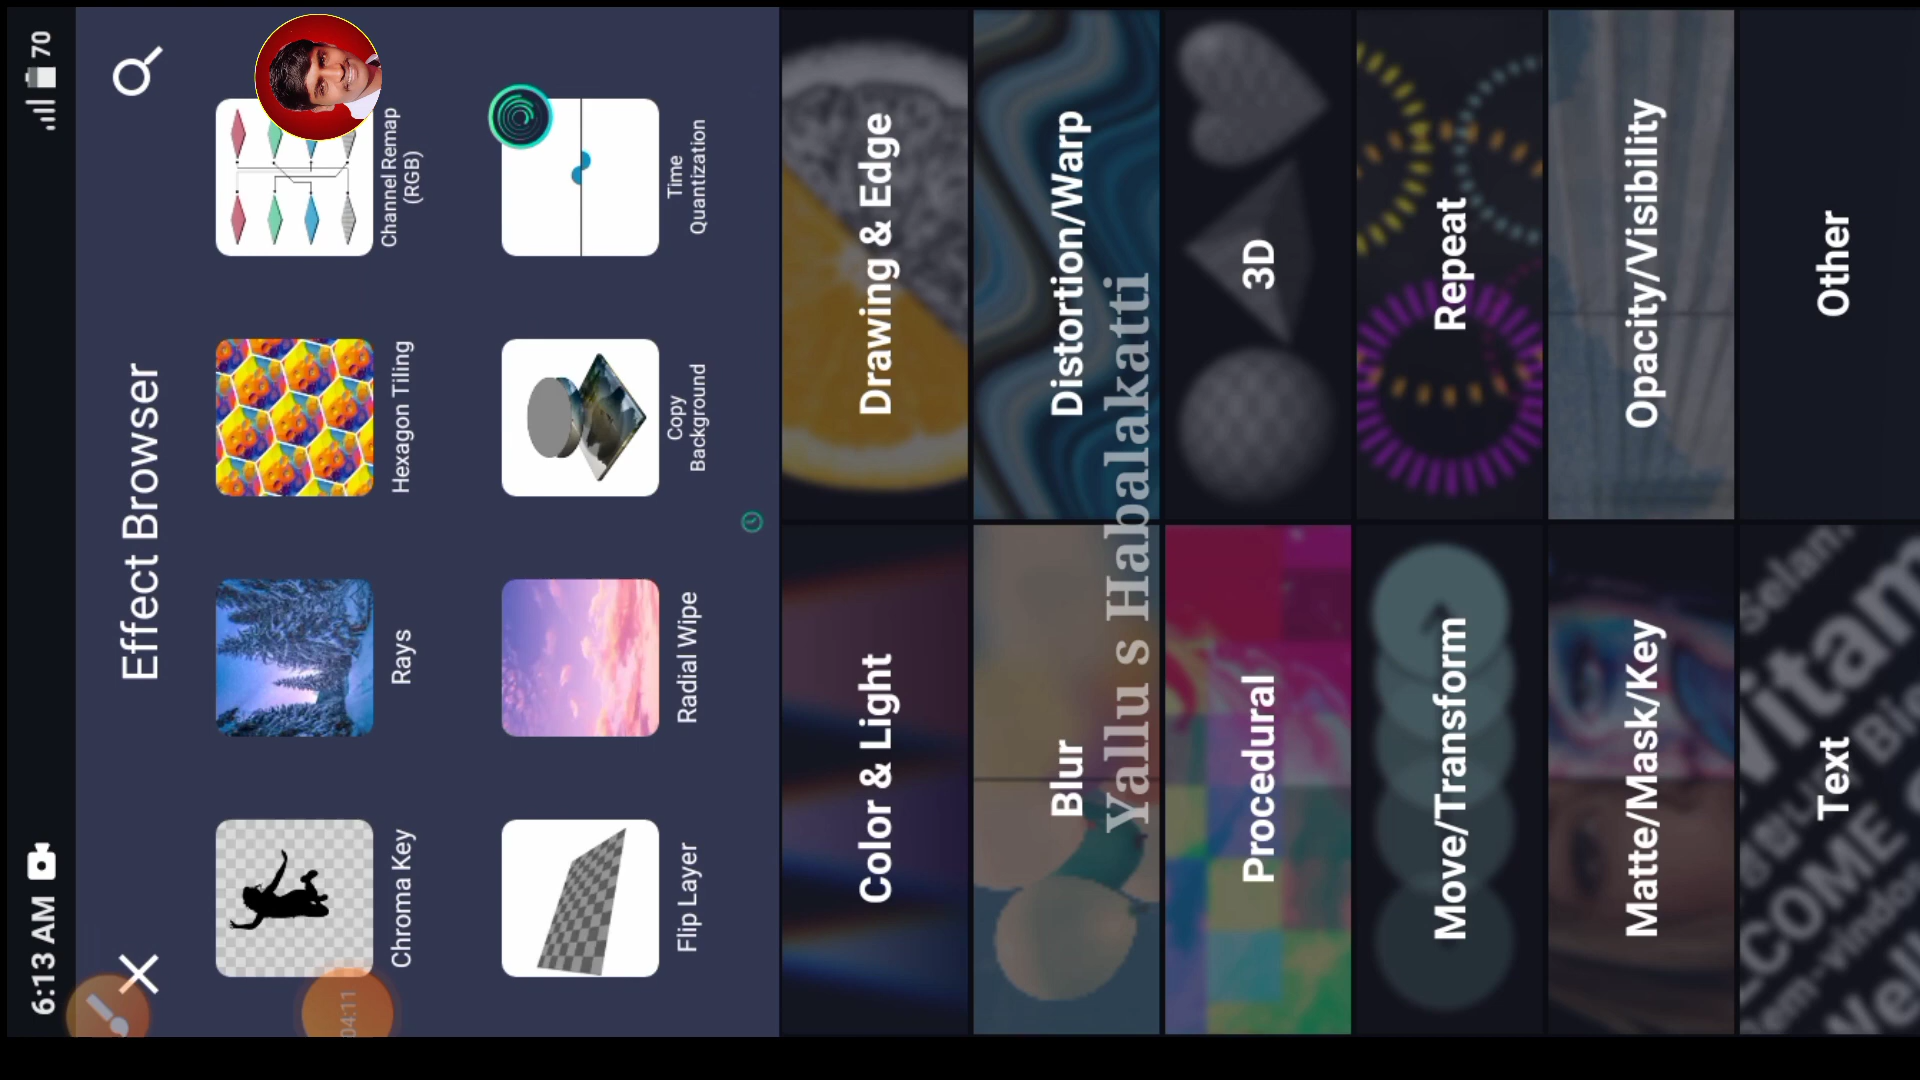 6:13 AM
70
Effect Browser
Chroma Key
Rays
Hexagon Tiling
Channel Remap
(RGB)
Flip Layer
Radial Wipe
Copy
Background
Time
Quantization
04:11
Color & Light
Drawing & Edge
Blur
Distortion/Warp
Yallu s Habalakatti
Procedural
3D
Move/Transform
Repeat
Matte/Mask/Key
Opacity/Visibility
Text
Other
Selam